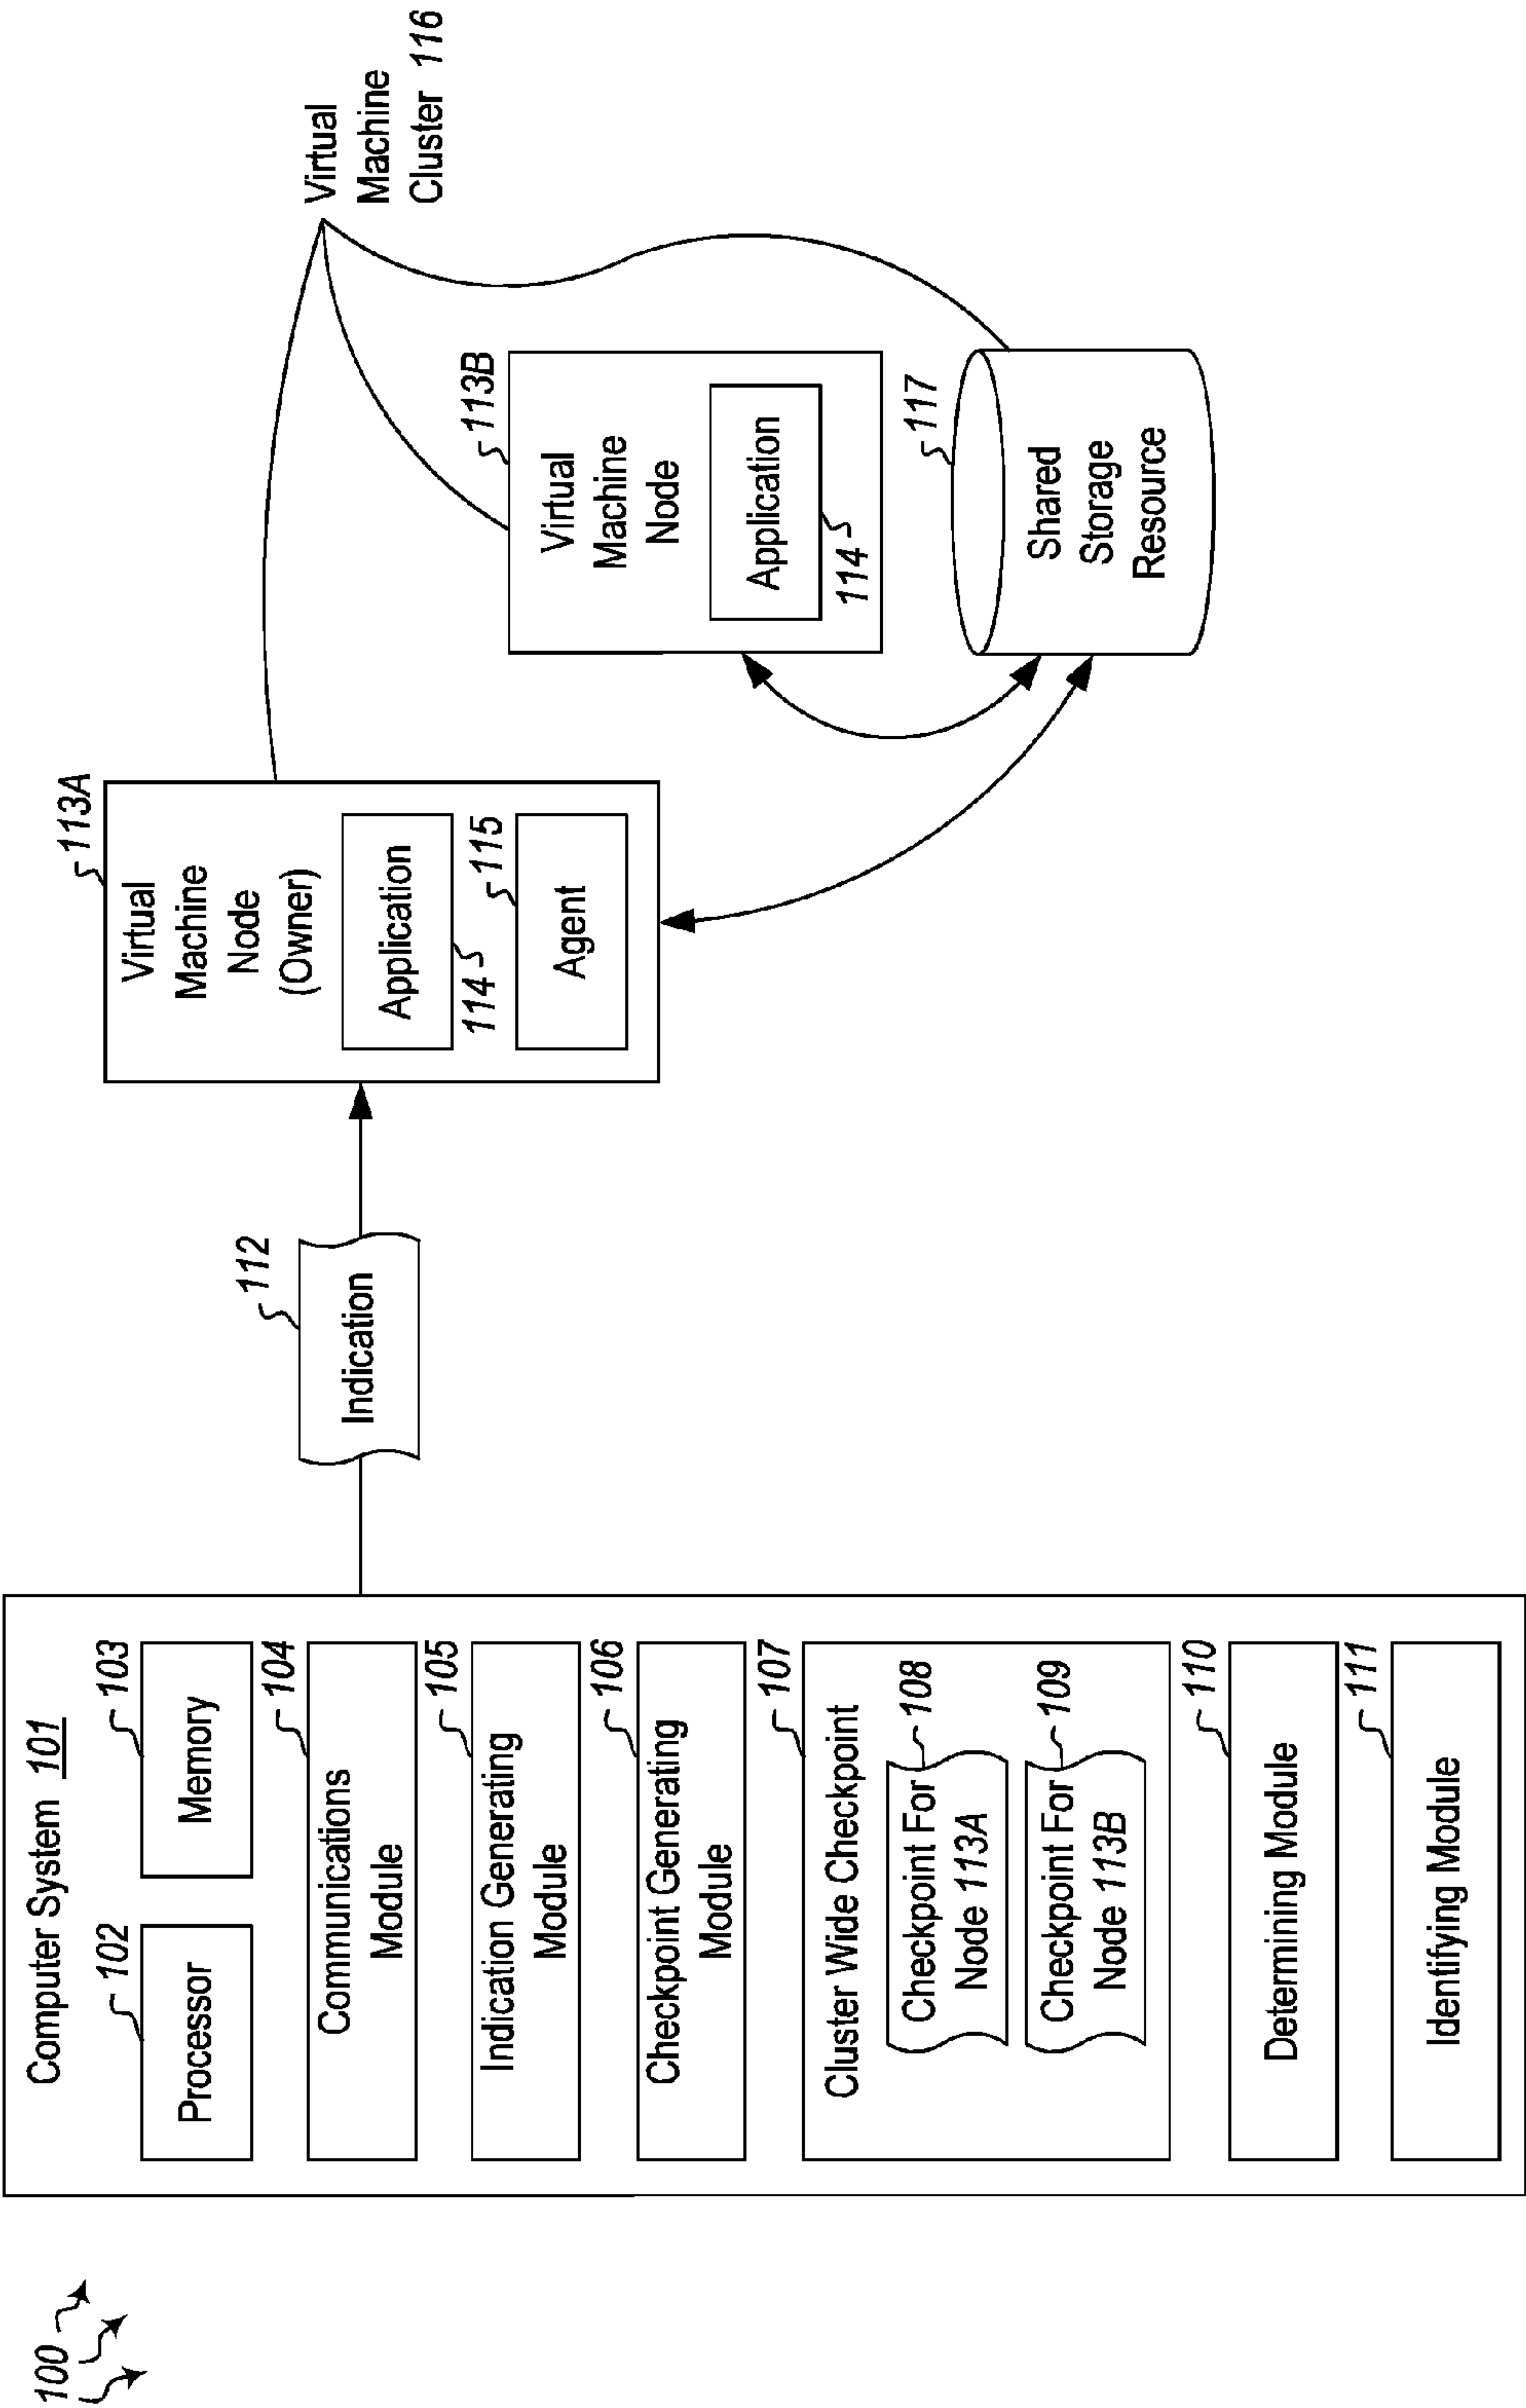 100
Computer System 101
Processor
102
Memory
103
Communications
Module
104
Indication Generating
Module
105
Checkpoint Generating
Module
106
Cluster Wide Checkpoint
107
Checkpoint For
Node 113A
108
Checkpoint For
Node 113B
109
Determining Module
110
Identifying Module
111
Indication
112
113A
Virtual
Machine
Node
(Owner)
Application
114
Agent
115
113B
Virtual
Machine
Node
Application
114
117
Shared
Storage
Resource
Virtual
Machine
Cluster 116